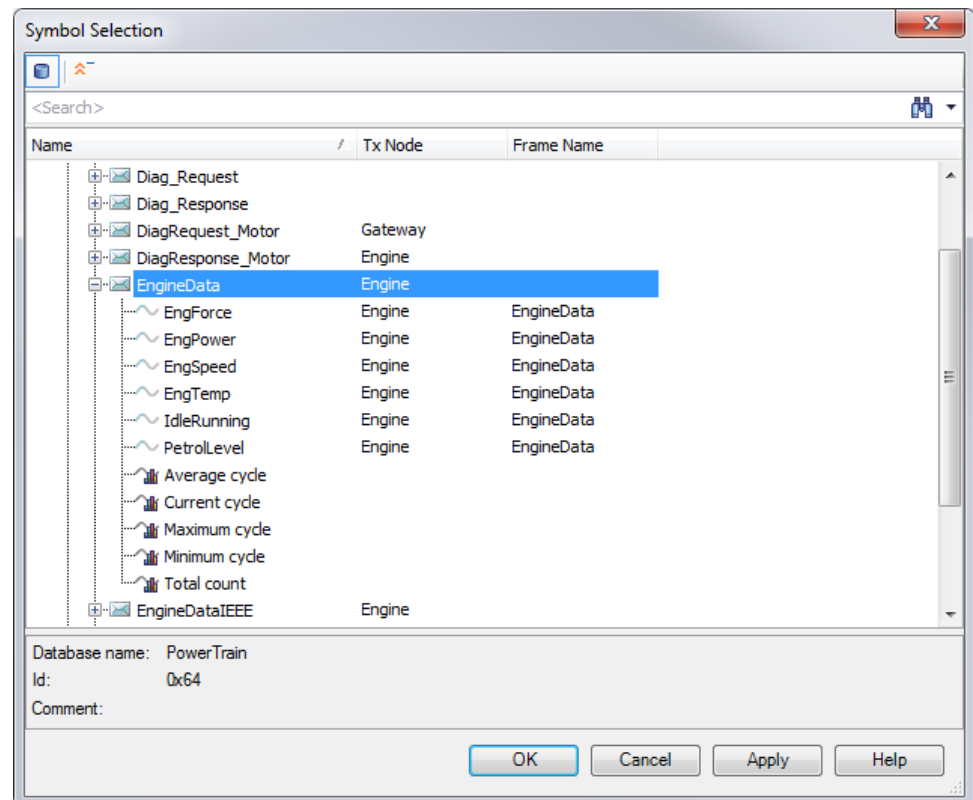 Symbol Selection
<Search>
Name Tx Node Frame Name
Diag_Request
Diag_Response
DiagRequest_Motor Gateway
DiagResponse_Motor Engine
EngineData Engine
EngForce Engine EngineData
EngPower Engine EngineData
EngSpeed Engine EngineData
EngTemp Engine EngineData
IdleRunning Engine EngineData
PetrolLevel Engine EngineData
Average cycle
Current cycle
Maximum cycle
Minimum cycle
Total count
EngineDataIEEE Engine
Database name: PowerTrain
Id: 0x64
Comment:
OK Cancel Apply Help